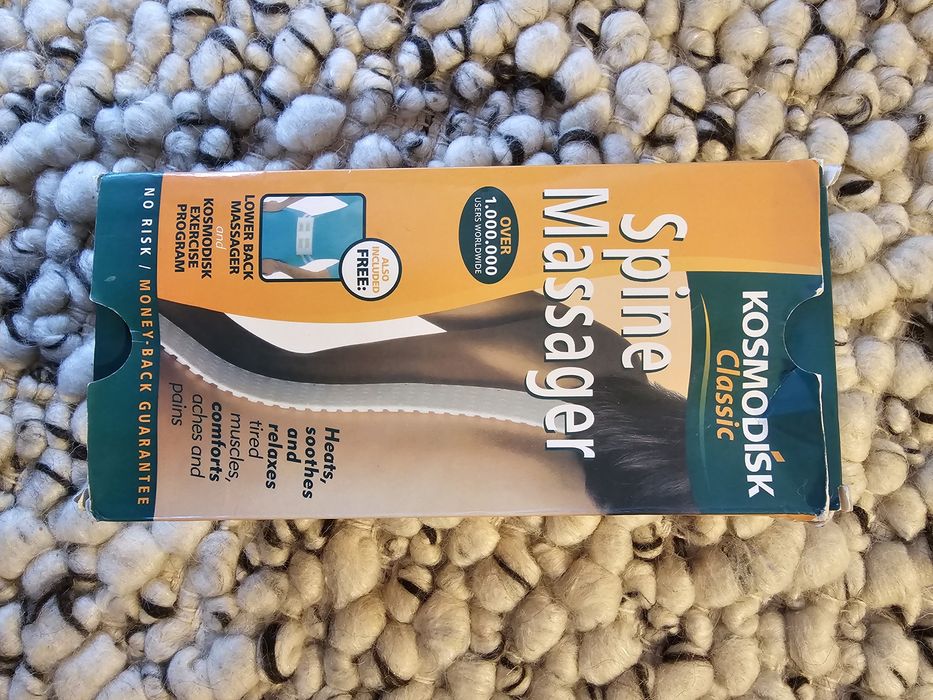 KOSMODISK
Classic
Spine
Massager
OVER
1.000.000
USERS WORLDWIDE
ALSO
INCLUDED
FREE:
LOWER BACK
MASSAGER
and
KOSMODISK
EXERCISE
PROGRAM
Heats,
soothes
and
relaxes
tired
muscles,
comforts
aches and
pains
NO RISK / MONEY-BACK GUARANTEE